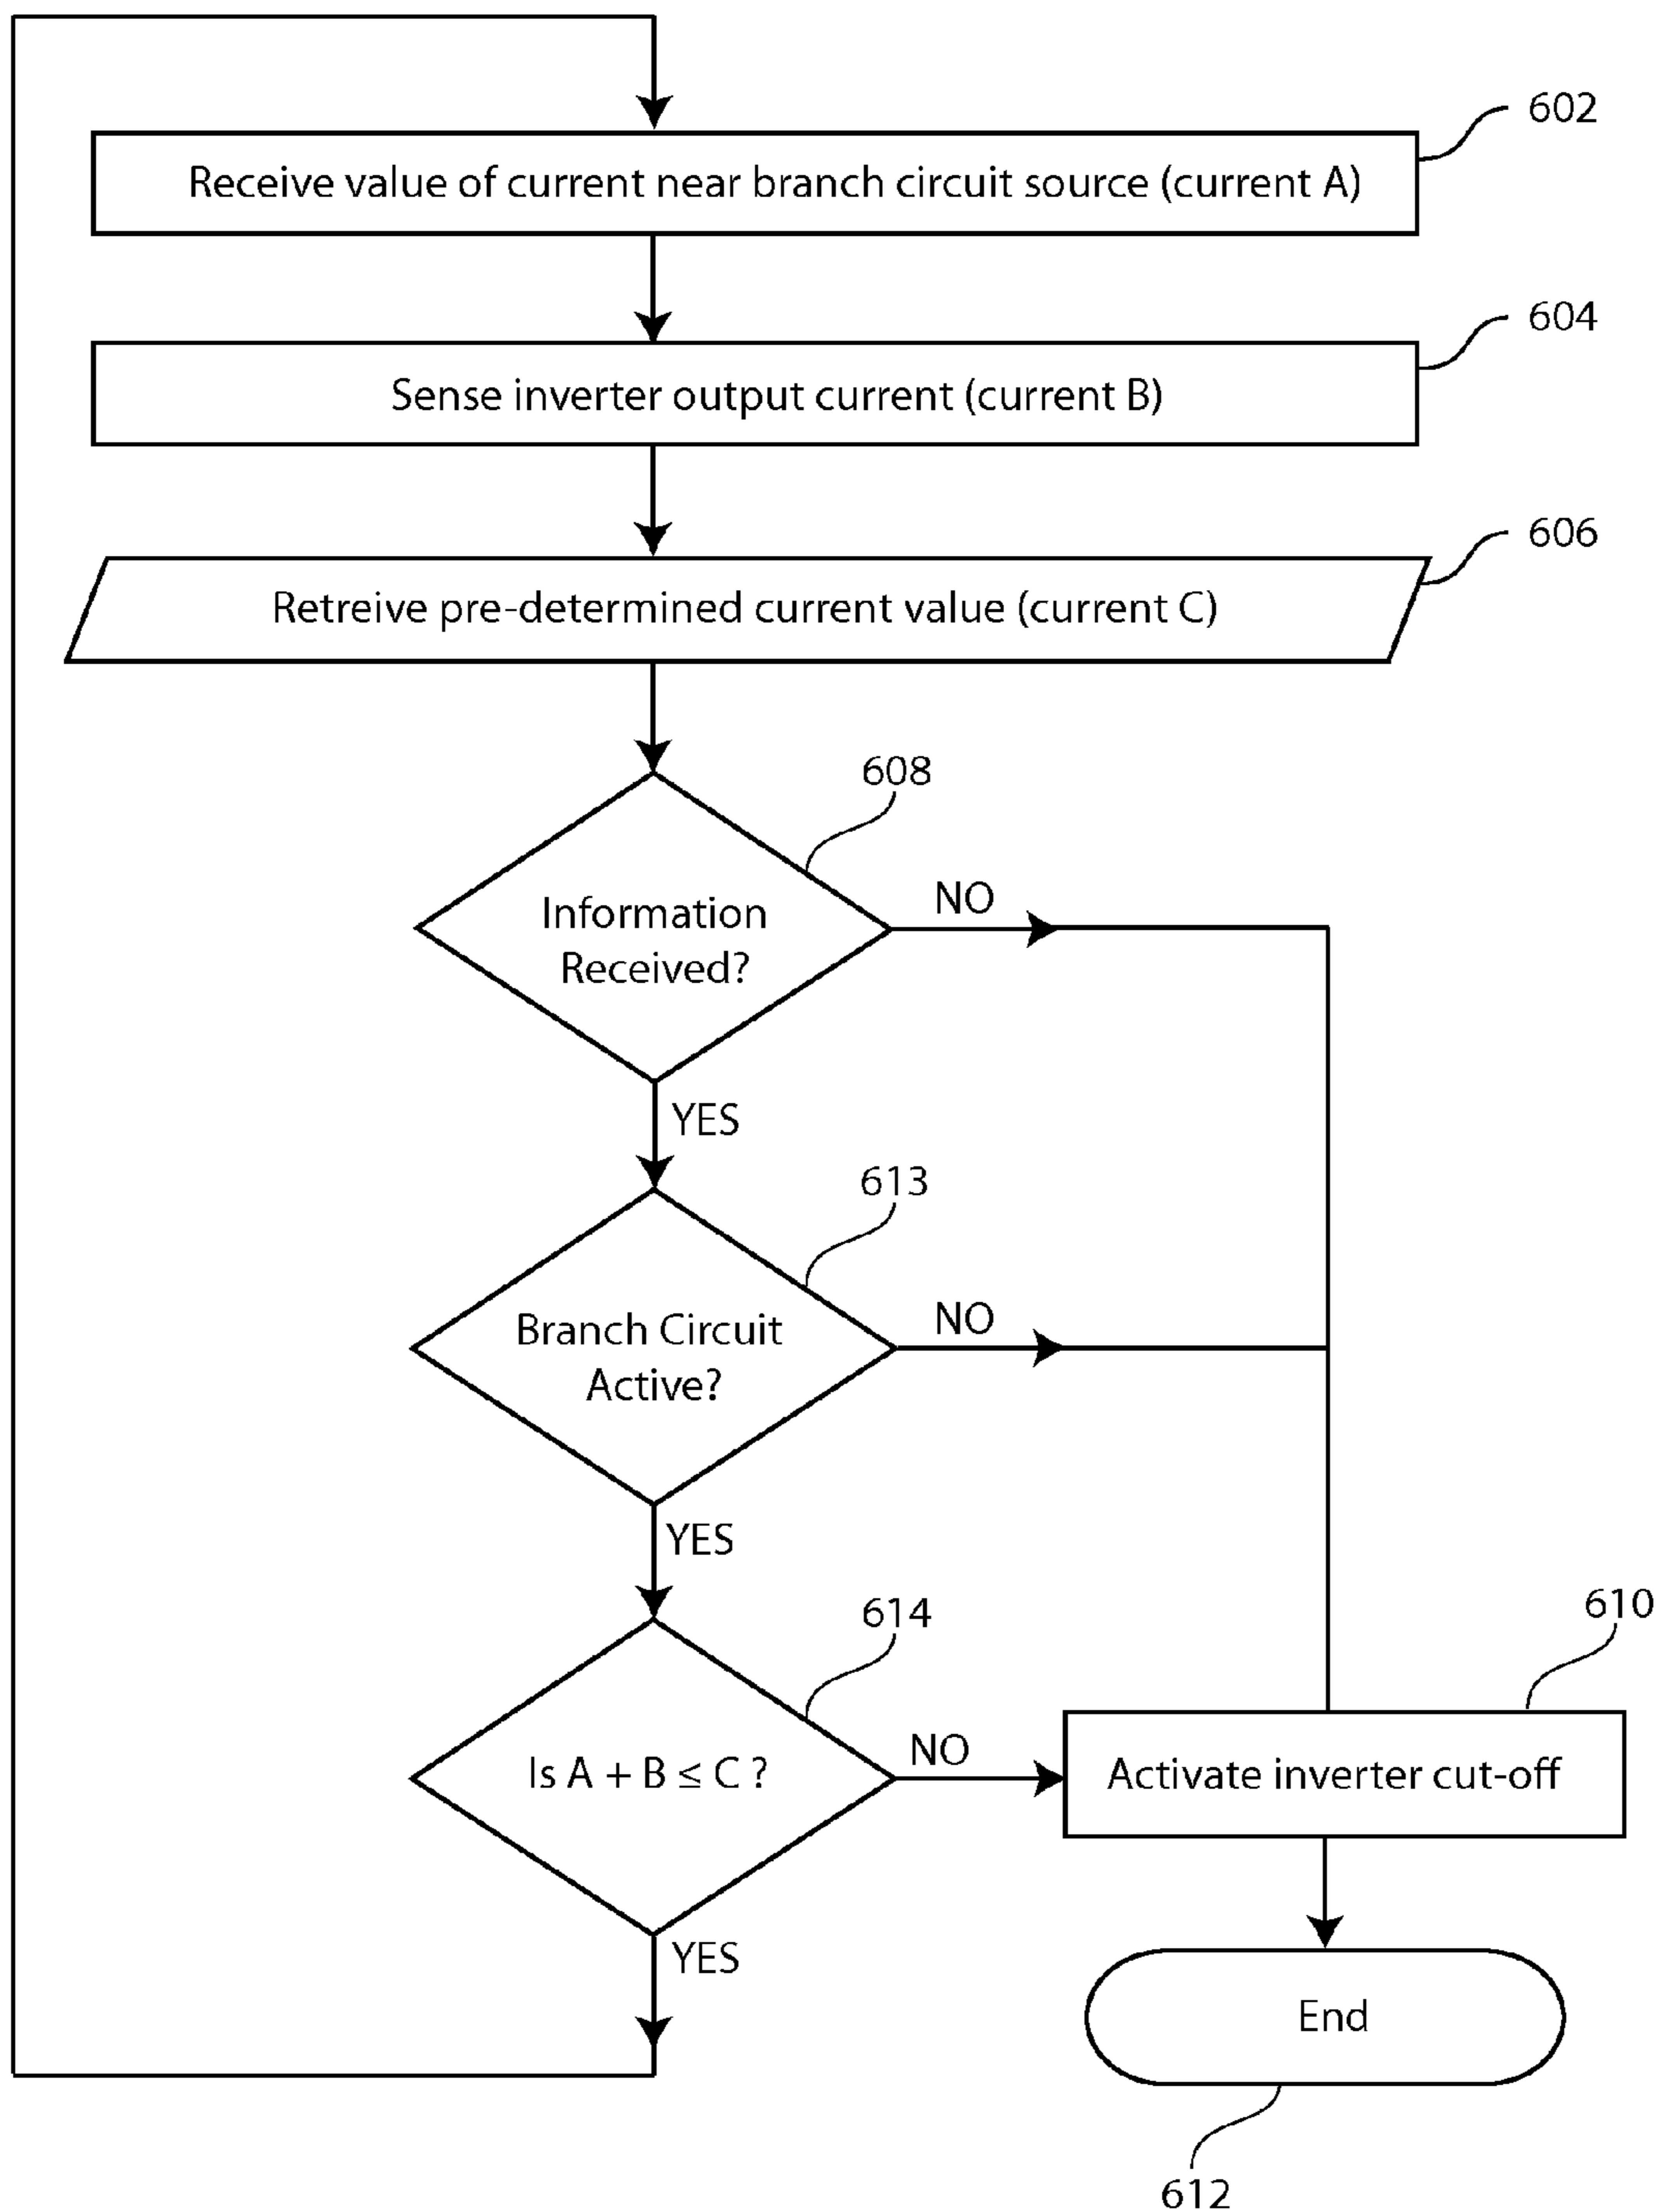 602
Receive value of current near branch circuit source (current A)
604
Sense inverter output current (current B)
606
Retreive pre-determined current value (current C)
608
Information
Received?
NO
YES
613
Branch Circuit
Active?
NO
YES
614
Is A + B ≤ C ?
NO
610
Activate inverter cut-off
YES
End
612